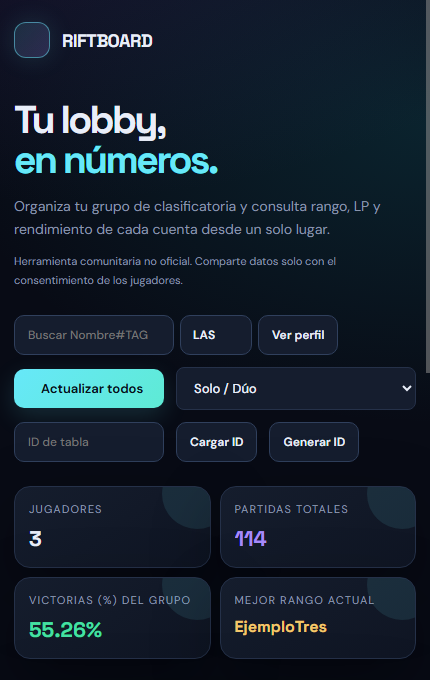 RIFTBOARD
Tu lobby,
en números.
Organiza tu grupo de clasificatoria y consulta rango, LP y
rendimiento de cada cuenta desde un solo lugar.
Herramienta comunitaria no oficial. Comparte datos solo con el
consentimiento de los jugadores.
Buscar Nombre#TAG LAS Ver perfil
Actualizar todos Solo / Dúo
ID de tabla Cargar ID Generar ID
JUGADORES PARTIDAS TOTALES
3 114
VICTORIAS (%) DEL GRUPO MEJOR RANGO ACTUAL
55.26% EjemploTres